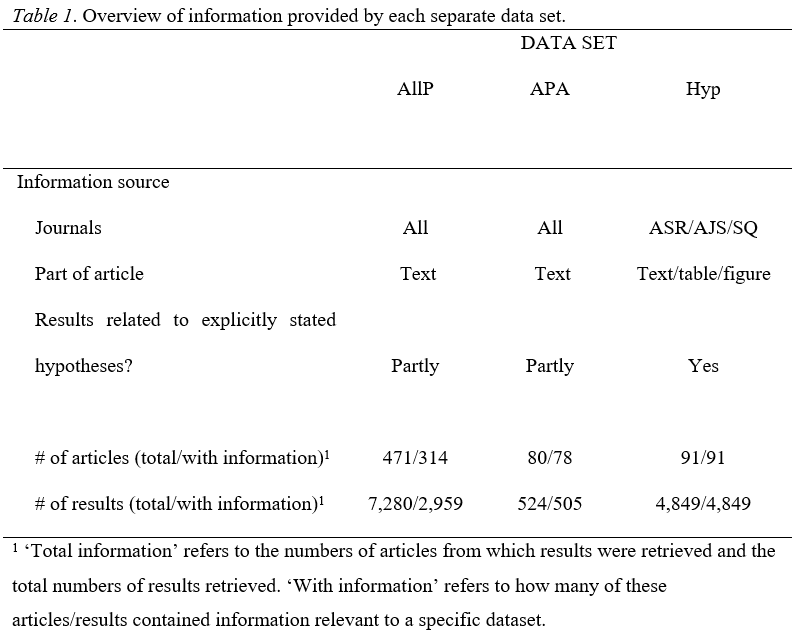 Table 1. Overview of information provided by each separate data set.
DATA SET
AllP APA Hyp
Information source
Journals All All ASR/AJS/SQ
Part of article Text Text Text/table/figure
Results related to explicitly stated
hypotheses? Partly Partly Yes
# of articles (total/with information)¹ 471/314 80/78 91/91
# of results (total/with information)¹ 7,280/2,959 524/505 4,849/4,849
¹ ‘Total information’ refers to the numbers of articles from which results were retrieved and the
total numbers of results retrieved. ‘With information’ refers to how many of these
articles/results contained information relevant to a specific dataset.